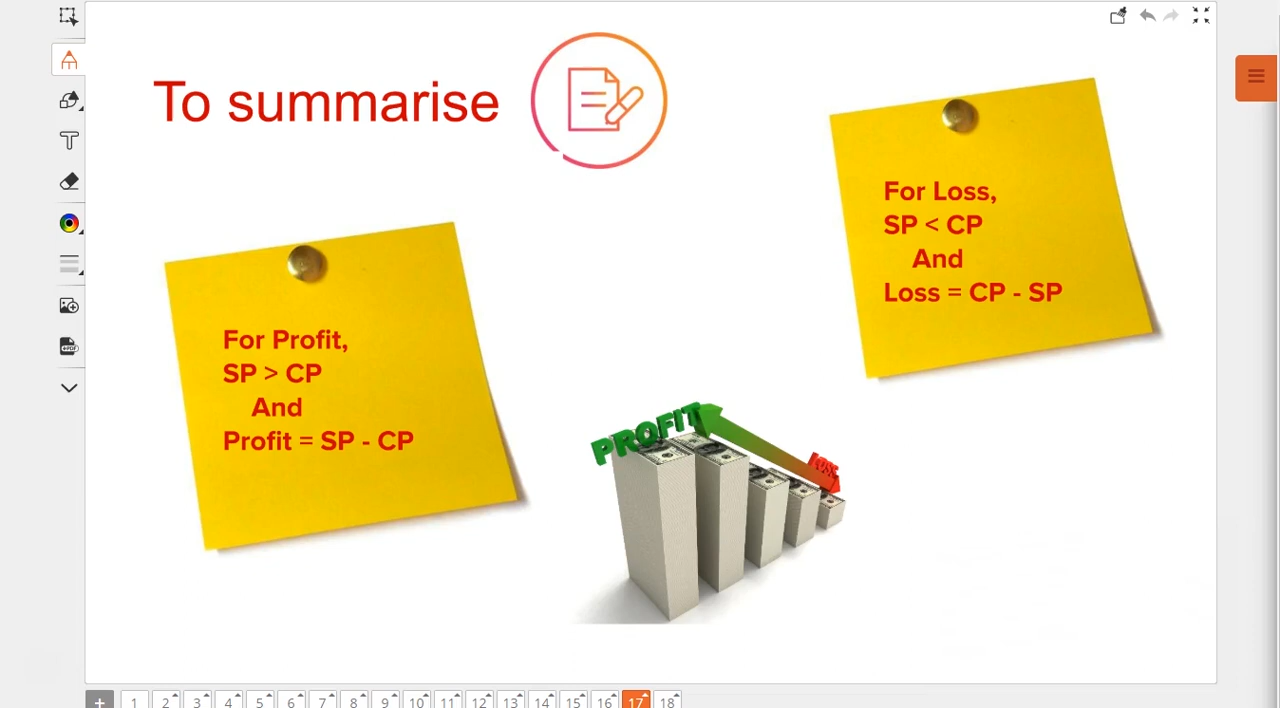 To summarise
For Loss,
SP < CP
And
Loss = CP - SP
For Profit,
SP > CP
And
Profit = SP - CP
PROFIT
LOSS
+ 1 2 3 4 5 6 7 8 9 10 11 12 13 14 15 16 17 18